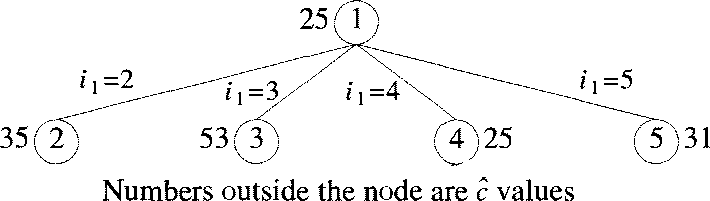 25 1
i₁=2 i₁=3 i₁=4 i₁=5
35 2 53 3 4 25 5 31
Numbers outside the node are ĉ values